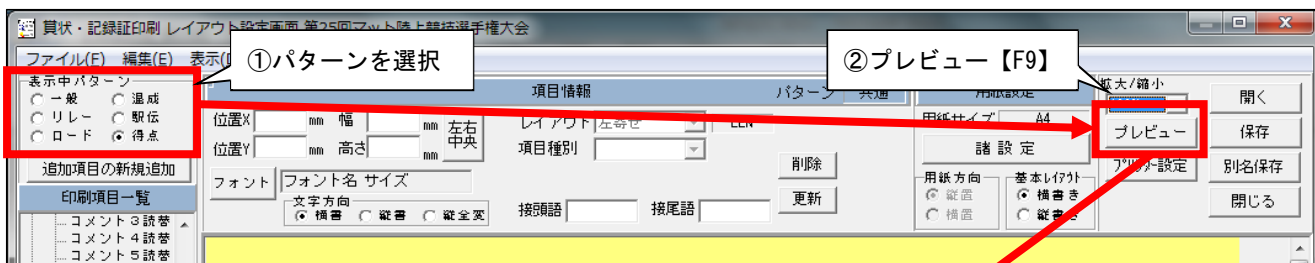 賞状・記録証印刷 レイアウト設定画面 第25回マット陸上競技選手権大会
ファイル(F) 編集(E) 表示(
①パターンを選択
②プレビュー【F9】
表示中パターン
一般 混成
リレー 駅伝
ロード 得点
追加項目の新規追加
印刷項目一覧
コメント3読替
コメント4読替
コメント5読替
項目情報 パターン 共通
位置X mm 幅 mm
位置Y mm 高さ mm
左右
中央
レイアウト 左寄せ LEN
項目種別
フォント フォント名 サイズ
文字方向
横書 縦書 縦全変
接頭語 接尾語
削除
更新
用紙設定
用紙サイズ A4
諸 設 定
用紙方向
縦置
横置
基本レイアウト
横書き
縦書き
拡大/縮小
プレビュー
プリンター設定
開く
保存
別名保存
閉じる